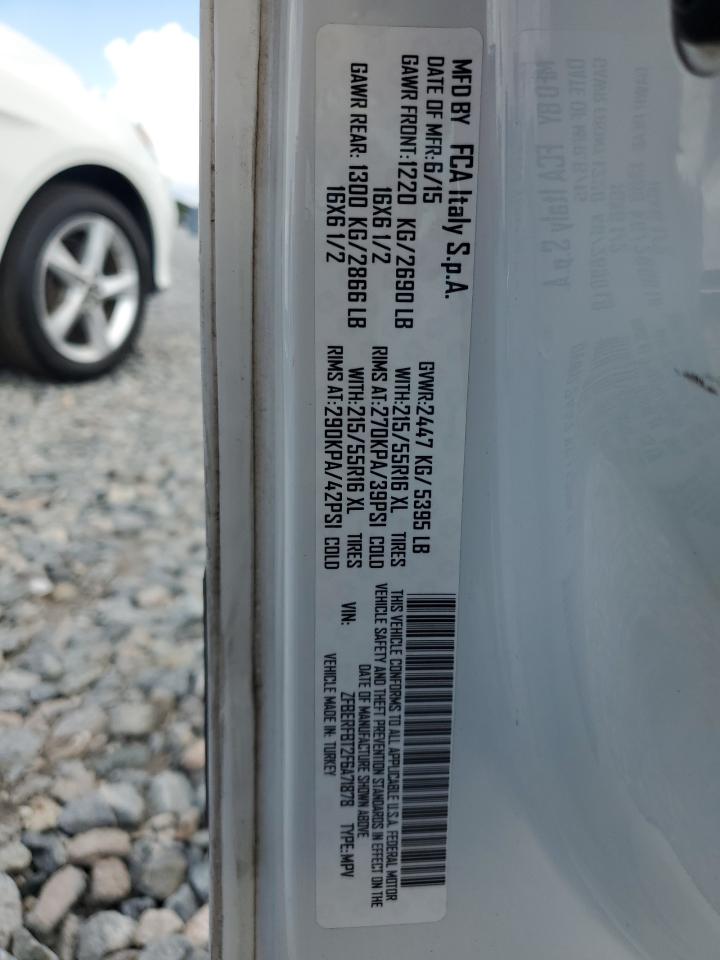 MFD BY FCA Italy S.p.A.
DATE OF MFR:6/15 GVWR:2447 KG/5395 LB
GAWR FRONT:1220 KG/2690 LB WITH:215/55R16 XL TIRES
16X6 1/2 RIMS AT:270KPA/39PSI COLD
GAWR REAR:1300 KG/2866 LB WITH:215/55R16 XL TIRES
16X6 1/2 RIMS AT:290KPA/42PSI COLD
THIS VEHICLE CONFORMS TO ALL APPLICABLE U.S.A. FEDERAL MOTOR
VEHICLE SAFETY AND THEFT PREVENTION STANDARDS IN EFFECT ON THE
DATE OF MANUFACTURE SHOWN ABOVE
VIN: ZFBERFBT2F6A71878 TYPE:MPV
VEHICLE MADE IN: TURKEY